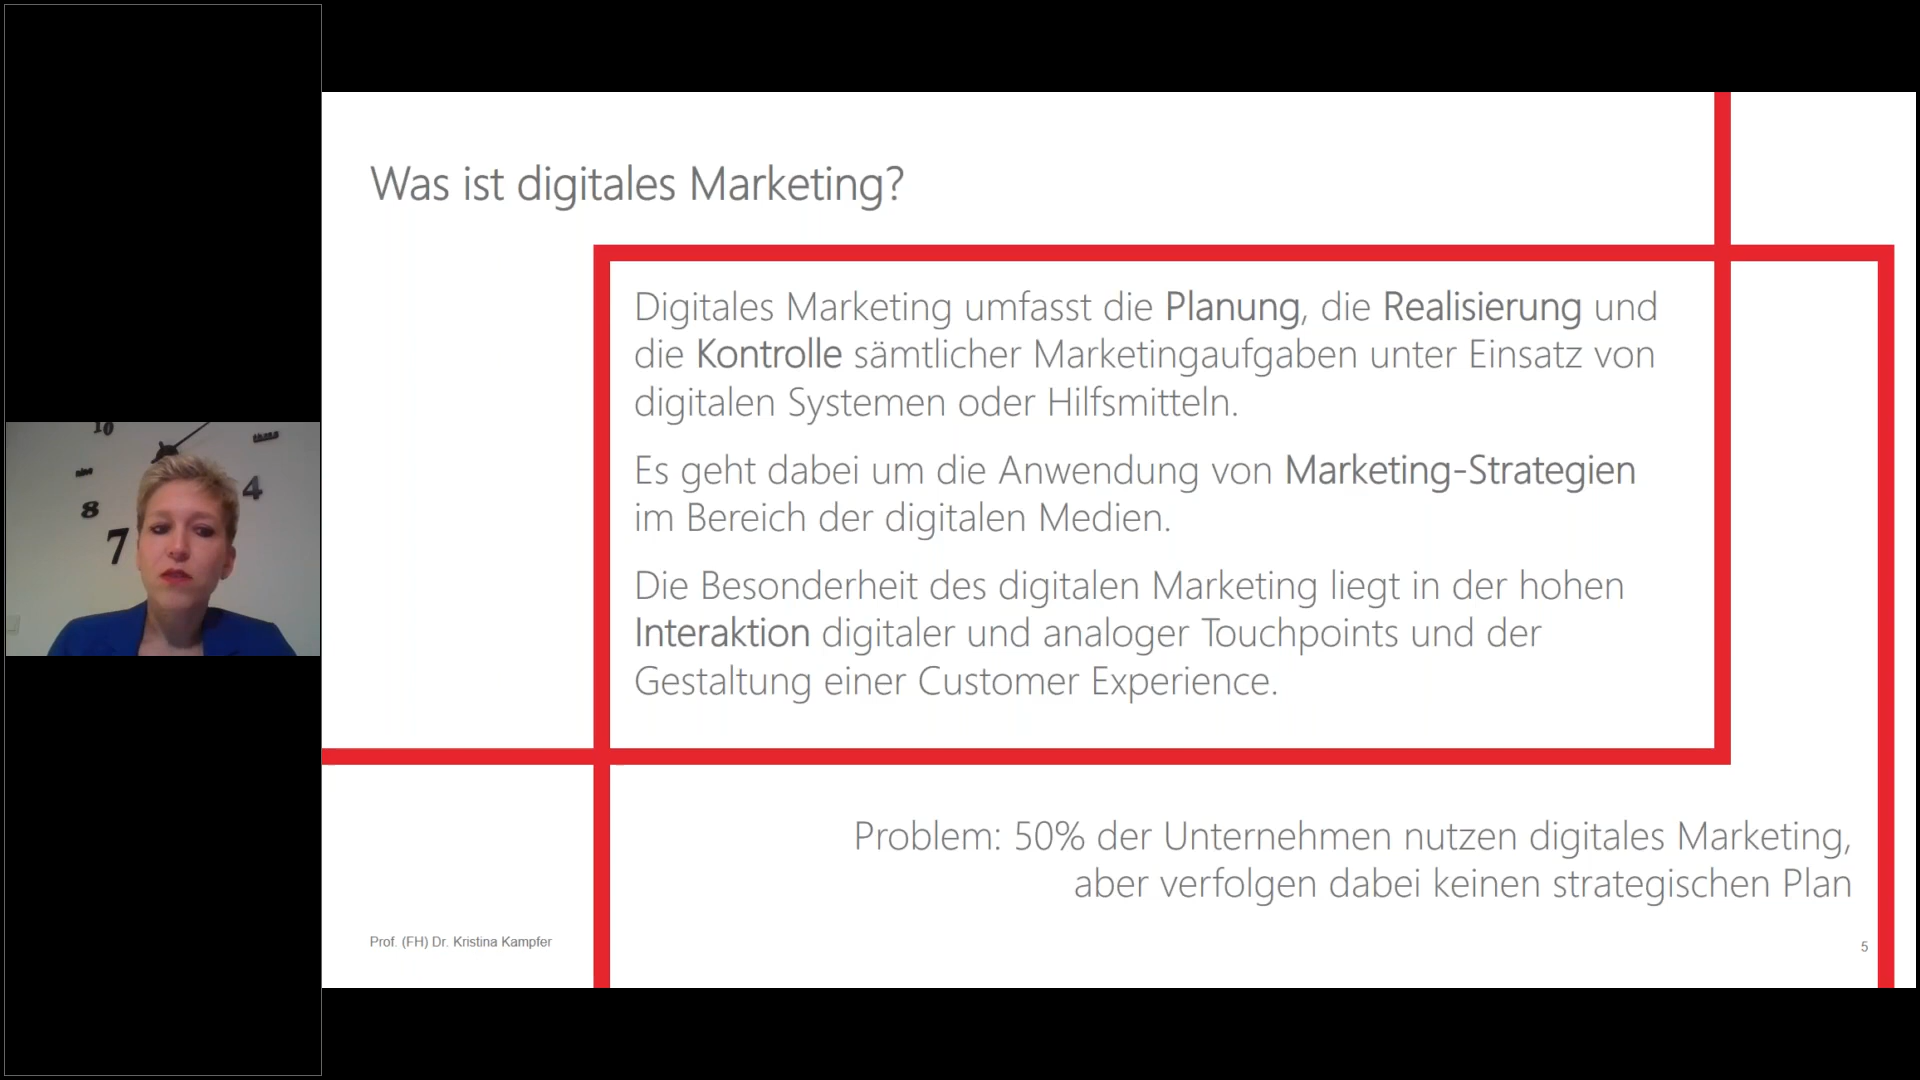 10
three
nine
4
8
7
Was ist digitales Marketing?
Digitales Marketing umfasst die Planung, die Realisierung und
die Kontrolle sämtlicher Marketingaufgaben unter Einsatz von
digitalen Systemen oder Hilfsmitteln.
Es geht dabei um die Anwendung von Marketing-Strategien
im Bereich der digitalen Medien.
Die Besonderheit des digitalen Marketing liegt in der hohen
Interaktion digitaler und analoger Touchpoints und der
Gestaltung einer Customer Experience.
Problem: 50% der Unternehmen nutzen digitales Marketing,
aber verfolgen dabei keinen strategischen Plan
Prof. (FH) Dr. Kristina Kampfer
5